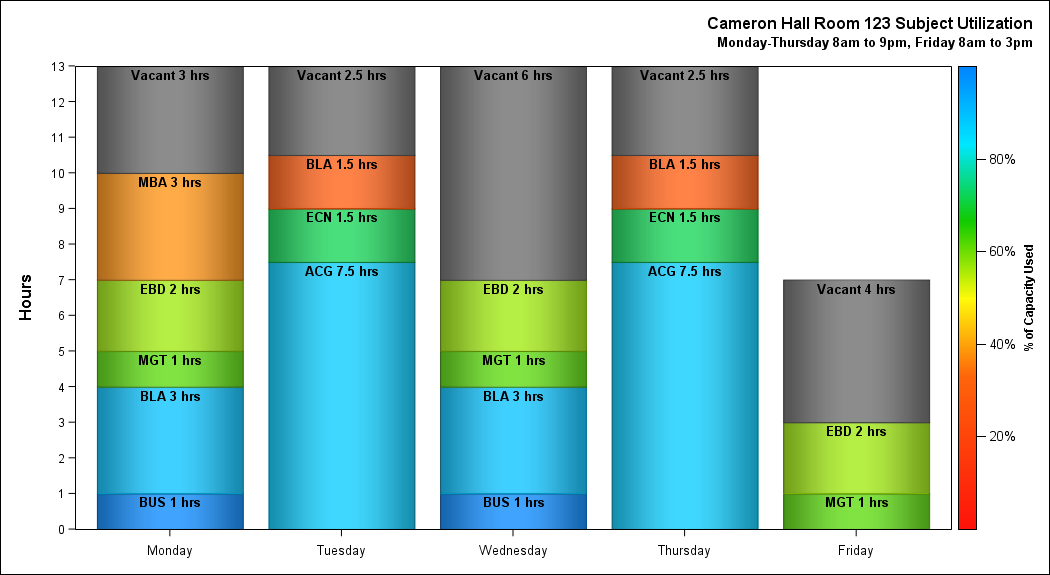 Cameron Hall Room 123 Subject Utilization
Monday-Thursday 8am to 9pm, Friday 8am to 3pm
Hours
13
12
11
10
9
8
7
6
5
4
3
2
1
0
Vacant 3 hrs
MBA 3 hrs
EBD 2 hrs
MGT 1 hrs
BLA 3 hrs
BUS 1 hrs
Vacant 2.5 hrs
BLA 1.5 hrs
ECN 1.5 hrs
ACG 7.5 hrs
Vacant 6 hrs
EBD 2 hrs
MGT 1 hrs
BLA 3 hrs
BUS 1 hrs
Vacant 2.5 hrs
BLA 1.5 hrs
ECN 1.5 hrs
ACG 7.5 hrs
Vacant 4 hrs
EBD 2 hrs
MGT 1 hrs
Monday
Tuesday
Wednesday
Thursday
Friday
80%
60%
40%
20%
% of Capacity Used